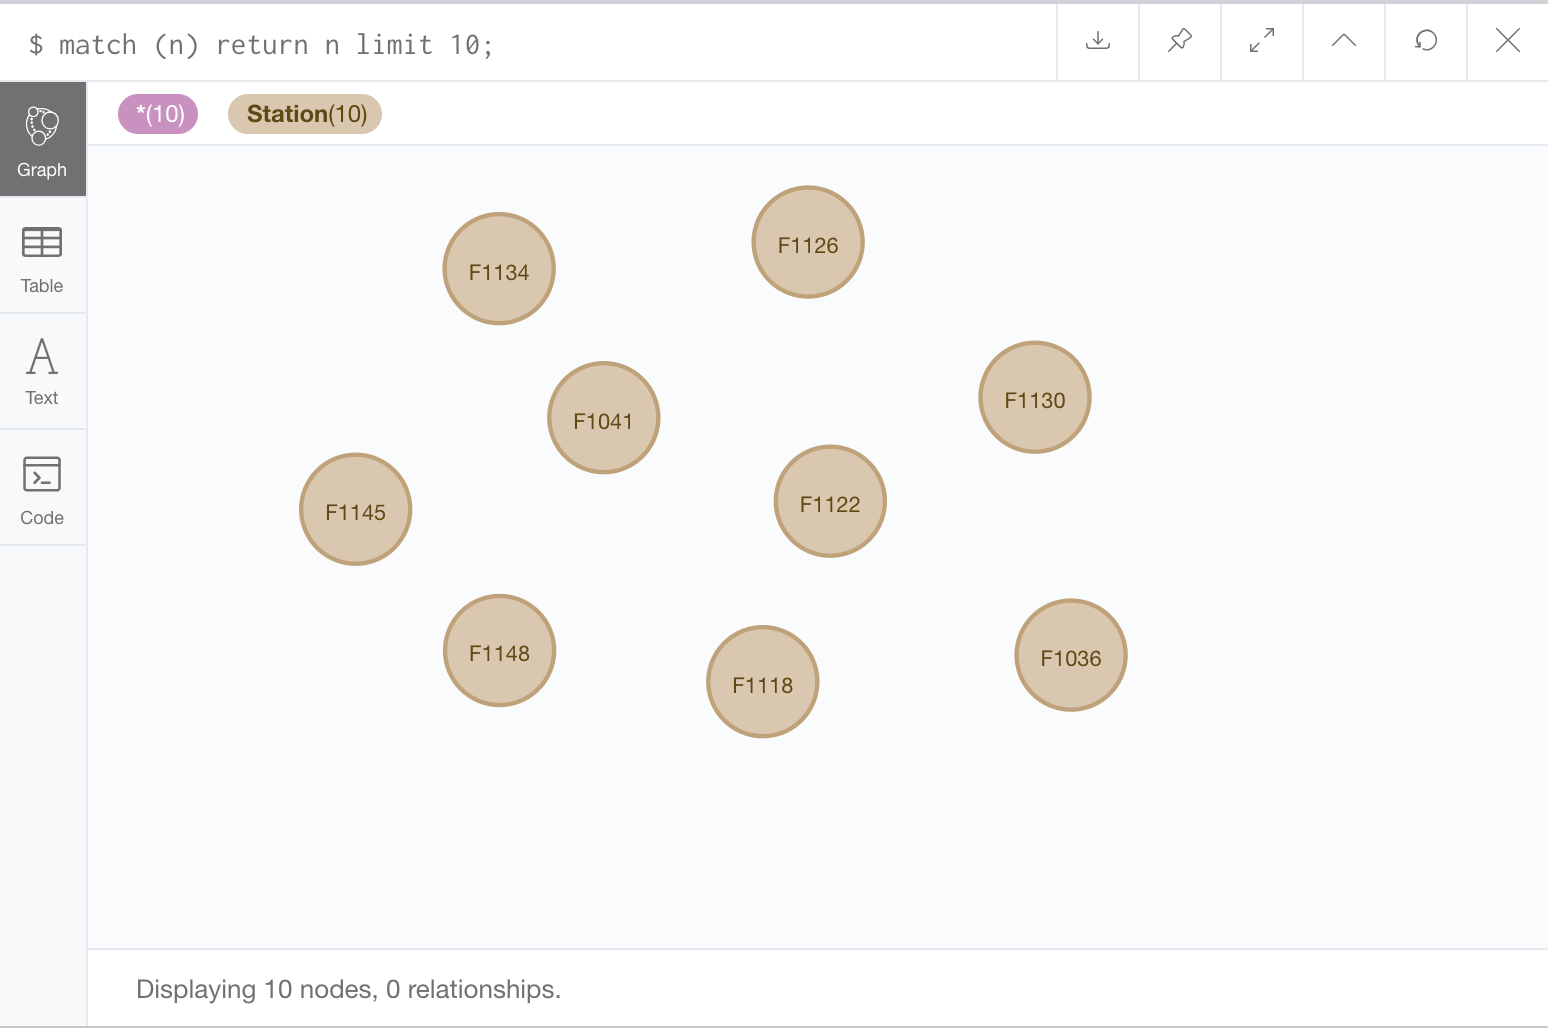 $ match (n) return n limit 10;
*(10)
Station(10)
Graph
Table
Text
Code
F1134
F1126
F1041
F1130
F1145
F1122
F1148
F1118
F1036
Displaying 10 nodes, 0 relationships.